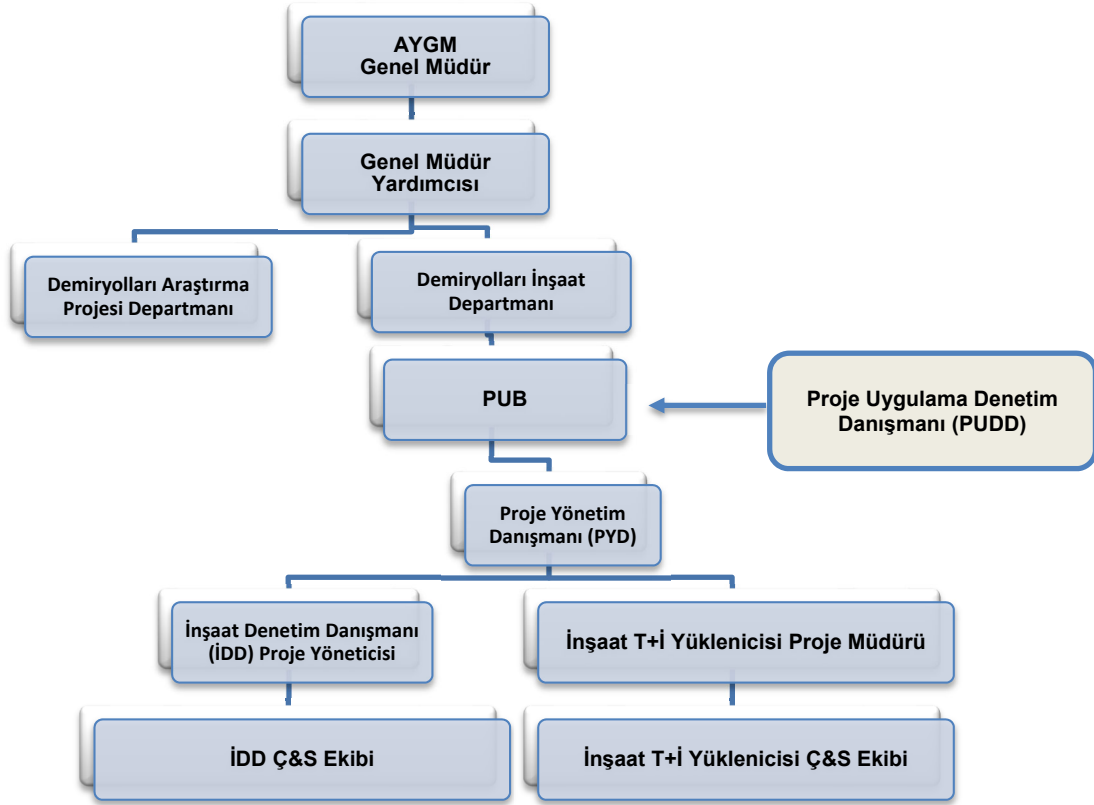 AYGM
Genel Müdür
Genel Müdür
Yardımcısı
Demiryolları Araştırma
Projesi Departmanı
Demiryolları İnşaat
Departmanı
PUB
Proje Uygulama Denetim
Danışmanı (PUDD)
Proje Yönetim
Danışmanı (PYD)
İnşaat Denetim Danışmanı
(İDD) Proje Yöneticisi
İnşaat T+İ Yüklenicisi Proje Müdürü
İDD Ç&S Ekibi
İnşaat T+İ Yüklenicisi Ç&S Ekibi